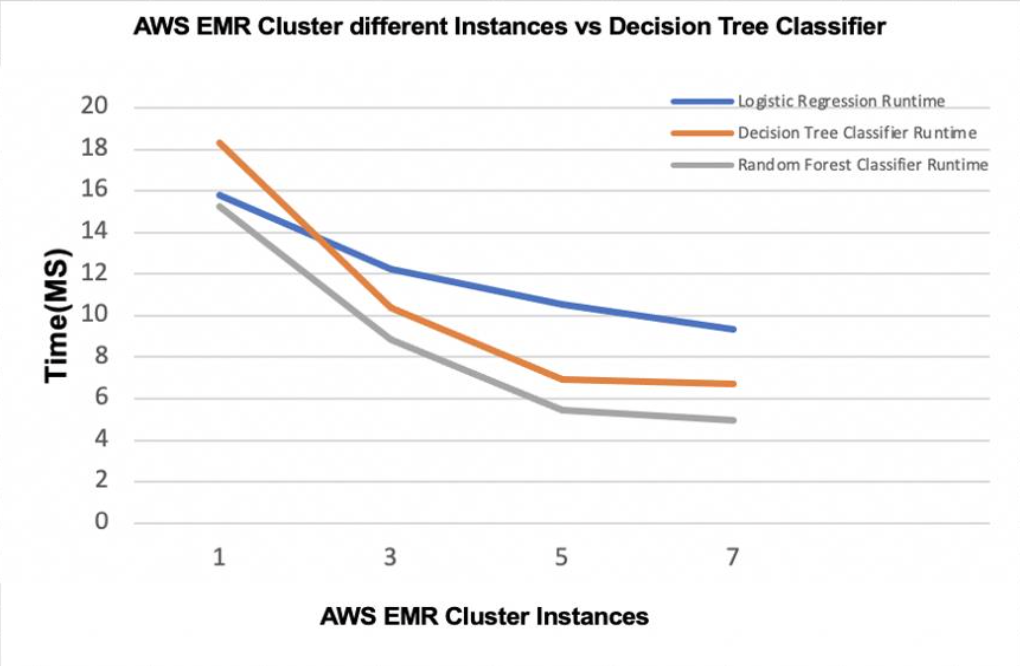 AWS EMR Cluster different Instances vs Decision Tree Classifier
Logistic Regression Runtime
Decision Tree Classifier Runtime
Random Forest Classifier Runtime
Time(MS)
20
18
16
14
12
10
8
6
4
2
0
1 3 5 7
AWS EMR Cluster Instances